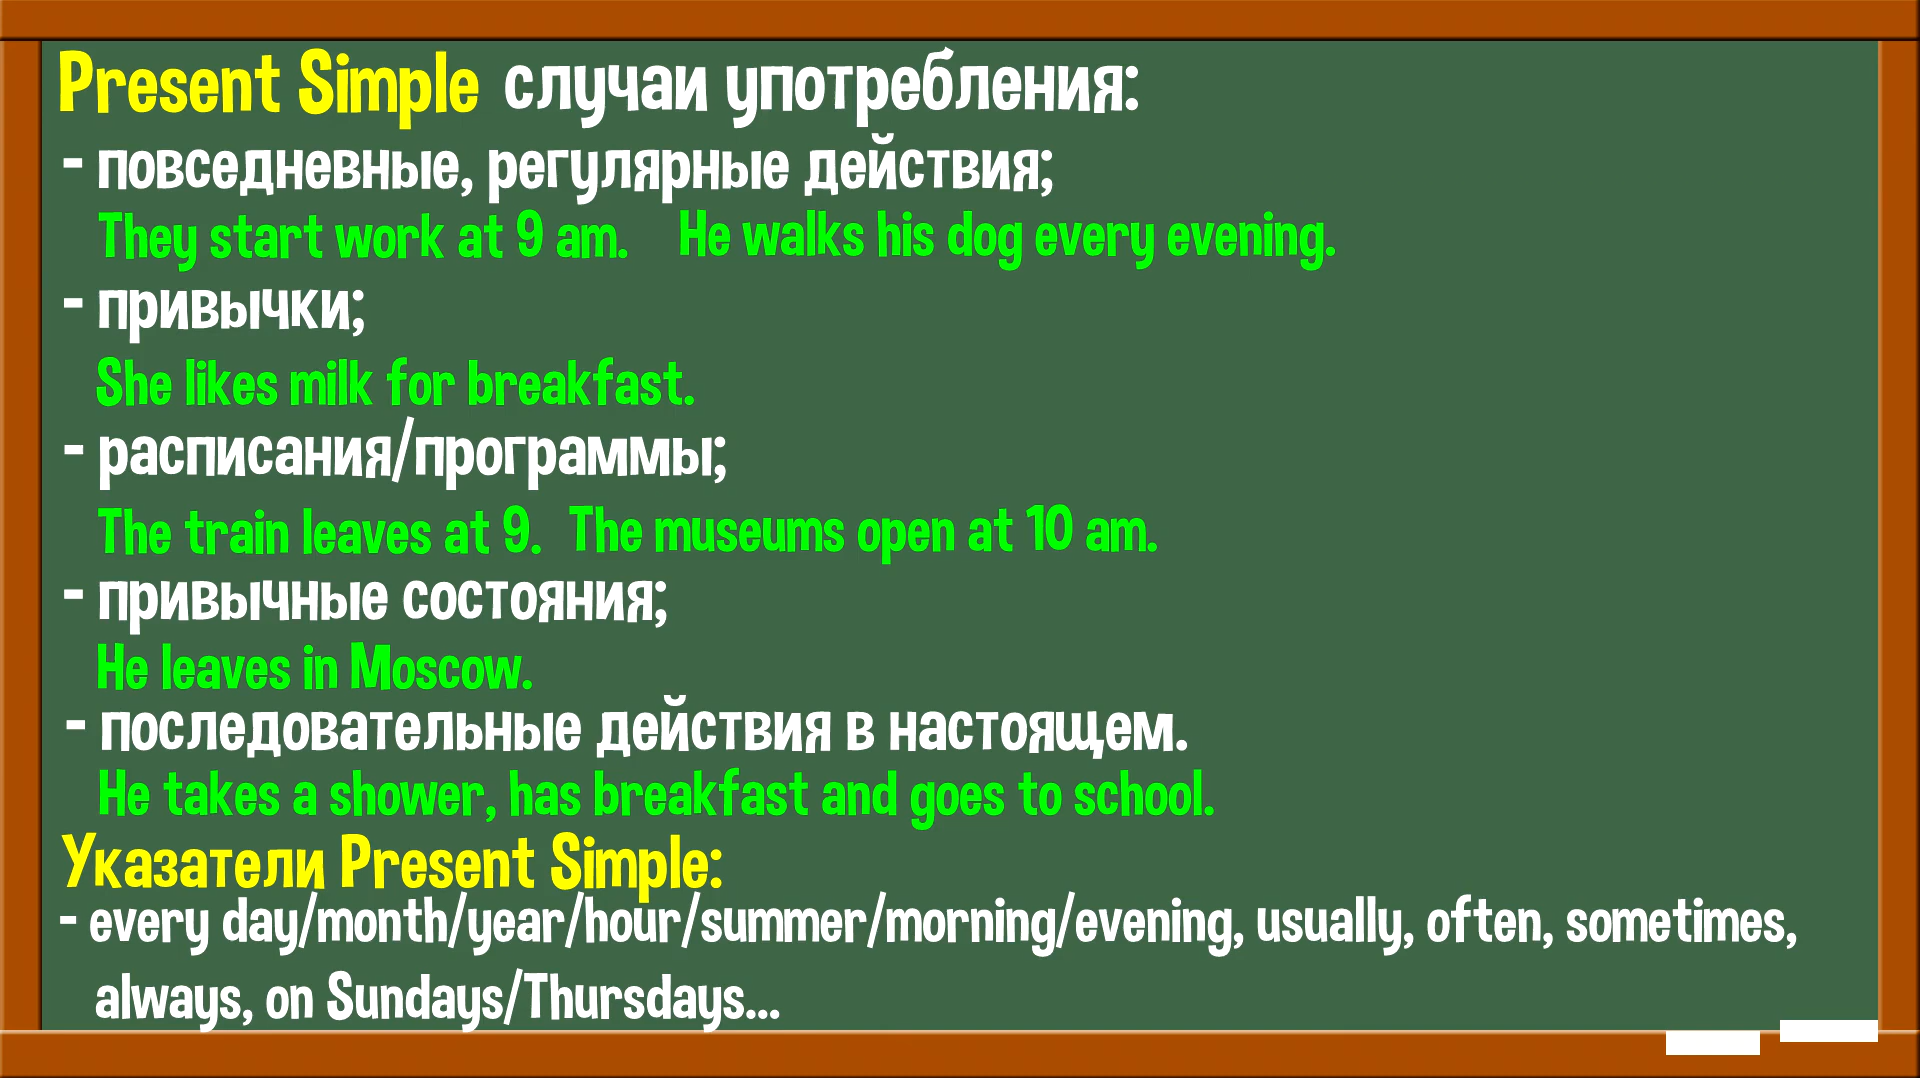 Present Simple случаи употребления:
- повседневные, регулярные действия;
They start work at 9 am. He walks his dog every evening.
- привычки;
She likes milk for breakfast.
- расписания/программы;
The train leaves at 9. The museums open at 10 am.
- привычные состояния;
He leaves in Moscow.
- последовательные действия в настоящем.
He takes a shower, has breakfast and goes to school.
Указатели Present Simple:
- every day/month/year/hour/summer/morning/evening, usually, often, sometimes,
always, on Sundays/Thursdays...